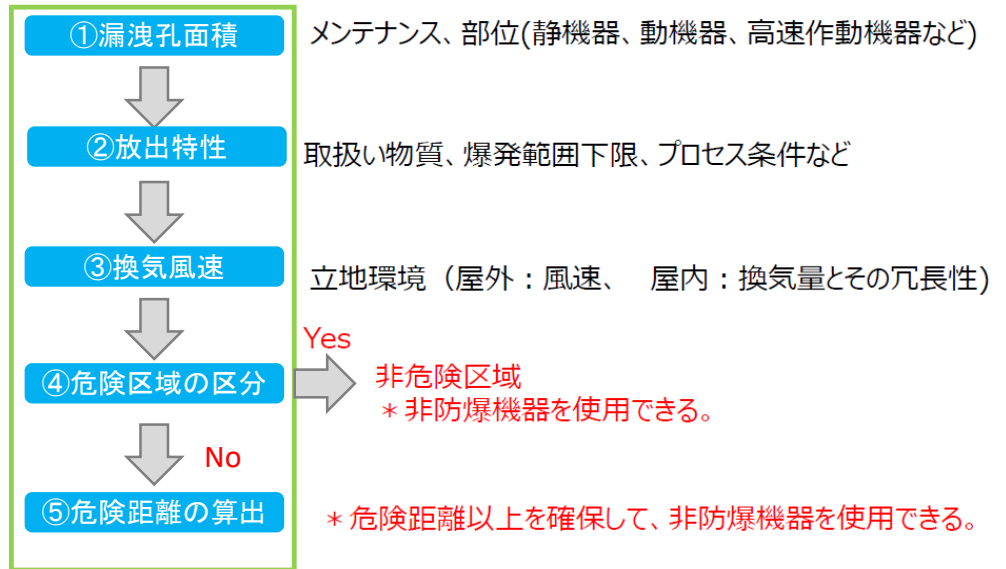 ①漏洩孔面積
メンテナンス、部位(静機器、動機器、高速作動機器など)
②放出特性
取扱い物質、爆発範囲下限、プロセス条件など
③換気風速
立地環境（屋外：風速、　屋内：換気量とその冗長性)
Yes
④危険区域の区分
非危険区域
＊非防爆機器を使用できる。
No
⑤危険距離の算出
＊危険距離以上を確保して、非防爆機器を使用できる。